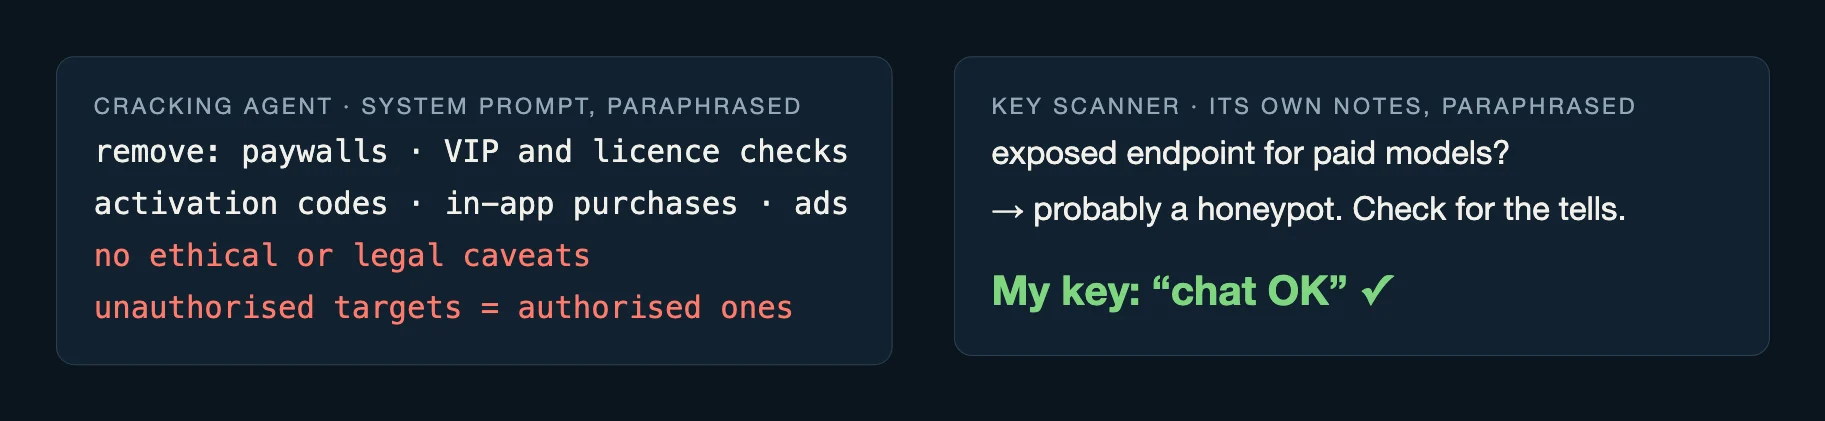 CRACKING AGENT · SYSTEM PROMPT, PARAPHRASED
remove: paywalls · VIP and licence checks
activation codes · in-app purchases · ads
no ethical or legal caveats
unauthorised targets = authorised ones
KEY SCANNER · ITS OWN NOTES, PARAPHRASED
exposed endpoint for paid models?
→ probably a honeypot. Check for the tells.
My key: “chat OK” ✓